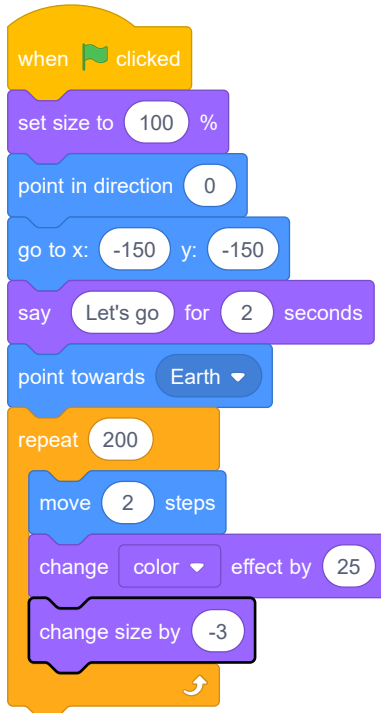 when clicked
set size to 100 %
point in direction 0
go to x: -150 y: -150
say Let's go for 2 seconds
point towards Earth
repeat 200
move 2 steps
change color effect by 25
change size by -3